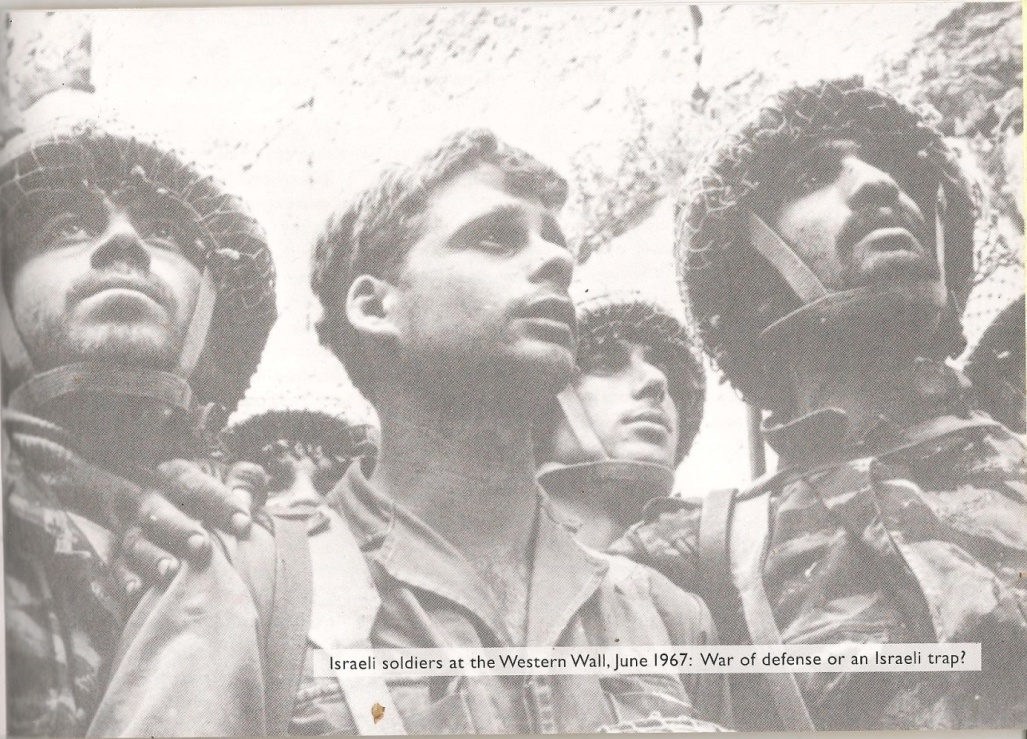 Israeli soldiers at the Western Wall, June 1967: War of defense or an Israeli trap?